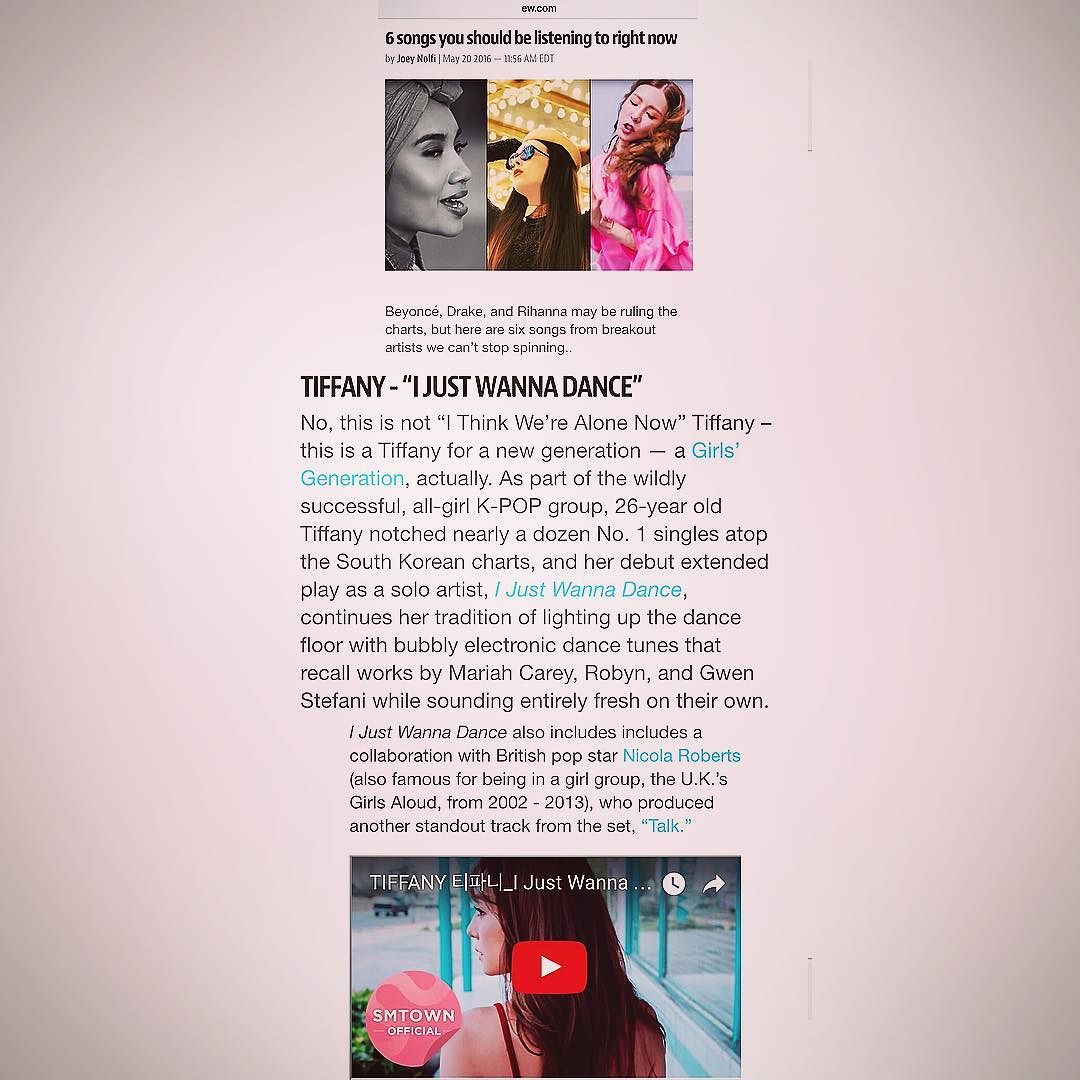 ew.com
6 songs you should be listening to right now
by Joey Nolfi | May 20 2016 — 11:56 AM EDT
Beyoncé, Drake, and Rihanna may be ruling the
charts, but here are six songs from breakout
artists we can't stop spinning..
TIFFANY - “I JUST WANNA DANCE”
No, this is not “I Think We’re Alone Now” Tiffany –
this is a Tiffany for a new generation — a Girls’
Generation, actually. As part of the wildly
successful, all-girl K-POP group, 26-year old
Tiffany notched nearly a dozen No. 1 singles atop
the South Korean charts, and her debut extended
play as a solo artist, I Just Wanna Dance,
continues her tradition of lighting up the dance
floor with bubbly electronic dance tunes that
recall works by Mariah Carey, Robyn, and Gwen
Stefani while sounding entirely fresh on their own.
I Just Wanna Dance also includes includes a
collaboration with British pop star Nicola Roberts
(also famous for being in a girl group, the U.K.’s
Girls Aloud, from 2002 - 2013), who produced
another standout track from the set, “Talk.”
TIFFANY 티파니_I Just Wanna ...
SMTOWN
OFFICIAL